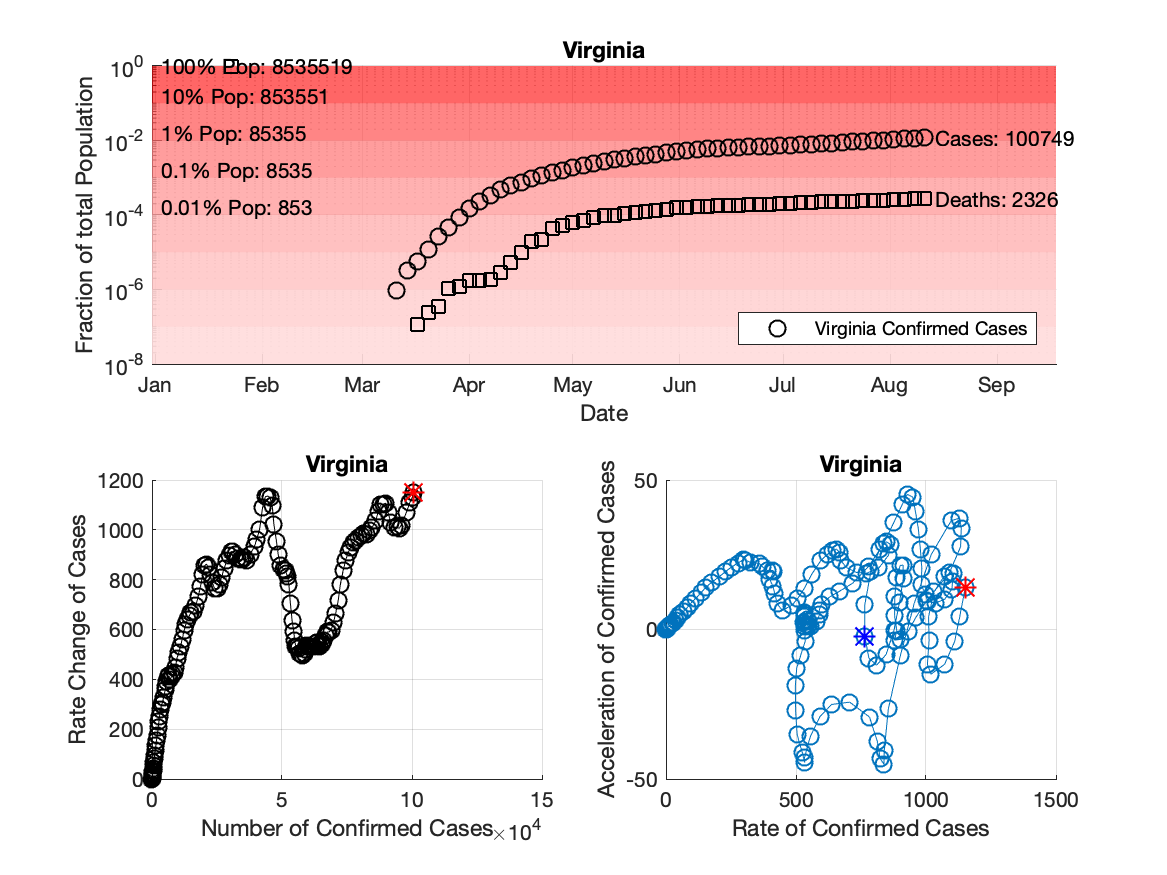 Virginia
Fraction of total Population
10^0
10^-2
10^-4
10^-6
10^-8
100% Pop: 8535519
10% Pop: 853551
1% Pop: 85355
0.1% Pop: 8535
0.01% Pop: 853
Cases: 100749
Deaths: 2326
Virginia Confirmed Cases
Jan Feb Mar Apr May Jun Jul Aug Sep
Date
Virginia
Rate Change of Cases
1200
1000
800
600
400
200
0
0 5 10 15
Number of Confirmed Cases ×10^4
Virginia
Acceleration of Confirmed Cases
50
0
-50
0 500 1000 1500
Rate of Confirmed Cases